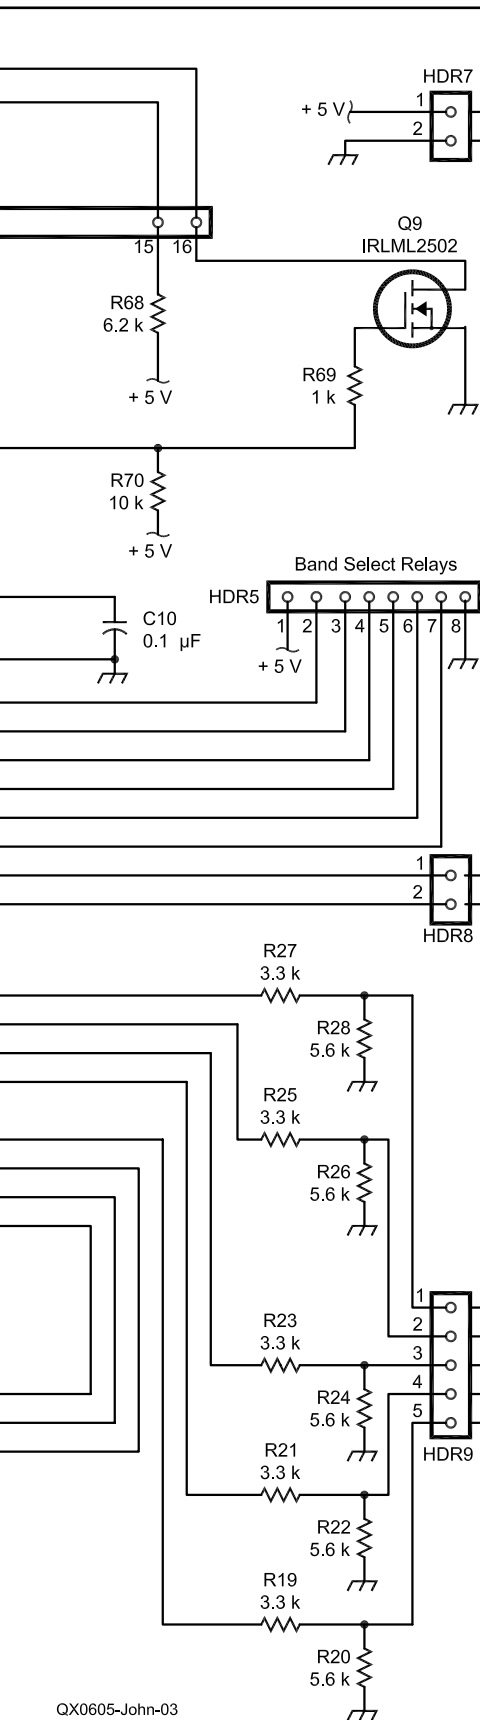 HDR7
+ 5 V
1
2
15 16
Q9
IRLML2502
R68
6.2 k
+ 5 V
R69
1 k
R70
10 k
+ 5 V
Band Select Relays
HDR5
1 2 3 4 5 6 7 8
+ 5 V
C10
0.1 µF
1
2
HDR8
R27
3.3 k
R28
5.6 k
R25
3.3 k
R26
5.6 k
1
2
3
4
5
HDR9
R23
3.3 k
R24
5.6 k
R21
3.3 k
R22
5.6 k
R19
3.3 k
R20
5.6 k
QX0605-John-03